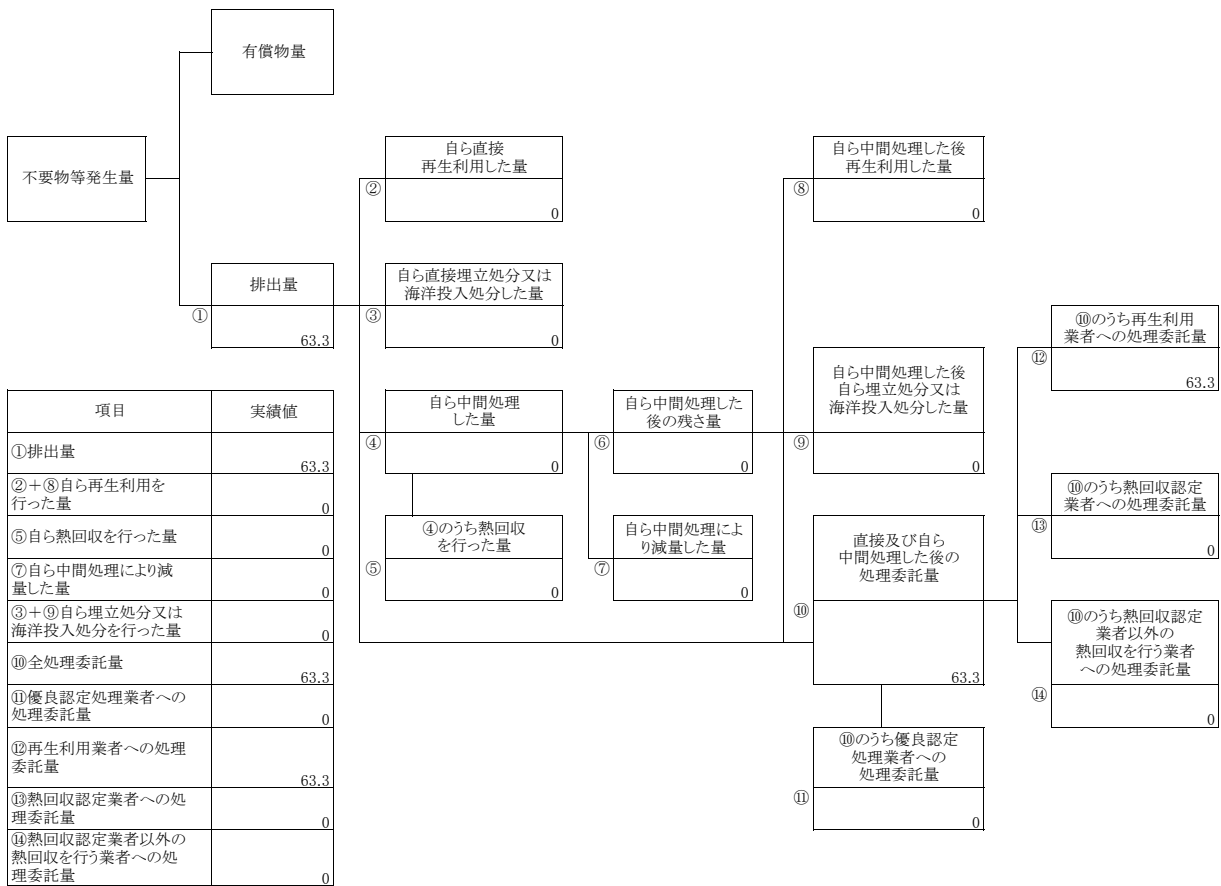 有償物量
不要物等発生量
自ら直接
再生利用した量
②
0
自ら中間処理した後
再生利用した量
⑧
0
排出量
①
63.3
自ら直接埋立処分又は
海洋投入処分した量
③
0
⑩のうち再生利用
業者への処理委託量
⑫
63.3
自ら中間処理
した量
④
0
自ら中間処理した
後の残さ量
⑥
0
自ら中間処理した後
自ら埋立処分又は
海洋投入処分した量
⑨
0
⑩のうち熱回収認定
業者への処理委託量
⑬
0
④のうち熱回収
を行った量
⑤
0
自ら中間処理によ
り減量した量
⑦
0
直接及び自ら
中間処理した後の
処理委託量
⑩
63.3
⑩のうち熱回収認定
業者以外の
熱回収を行う業者
への処理委託量
⑭
0
⑩のうち優良認定
処理業者への
処理委託量
⑪
0
項目 実績値
①排出量
63.3
②+⑧自ら再生利用を
行った量
0
⑤自ら熱回収を行った量
0
⑦自ら中間処理により減
量した量
0
③+⑨自ら埋立処分又は
海洋投入処分を行った量
0
⑩全処理委託量
63.3
⑪優良認定処理業者への
処理委託量
0
⑫再生利用業者への処理
委託量
63.3
⑬熱回収認定業者への処
理委託量
0
⑭熱回収認定業者以外の
熱回収を行う業者への処
理委託量
0